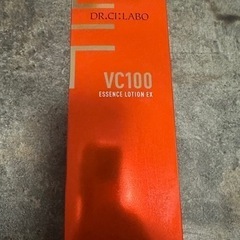 DR.CI:LABO
VC100
ESSENCE LOTION EX